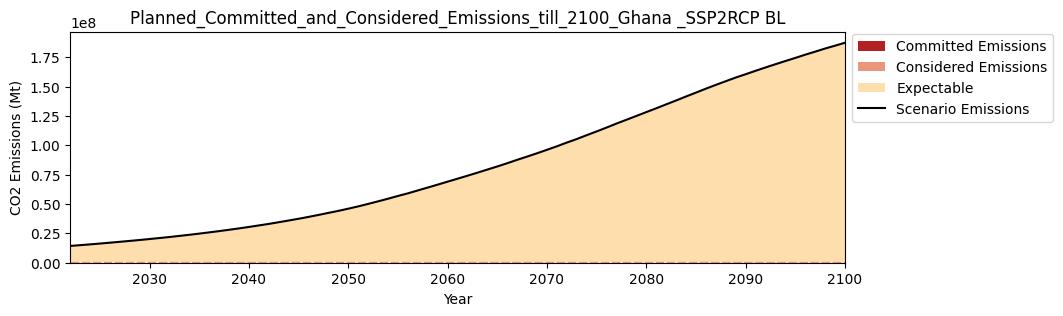 Planned_Committed_and_Considered_Emissions_till_2100_Ghana _SSP2RCP BL
1e8
CO2 Emissions (Mt)
1.75
1.50
1.25
1.00
0.75
0.50
0.25
0.00
2030 2040 2050 2060 2070 2080 2090 2100
Year
Committed Emissions
Considered Emissions
Expectable
Scenario Emissions